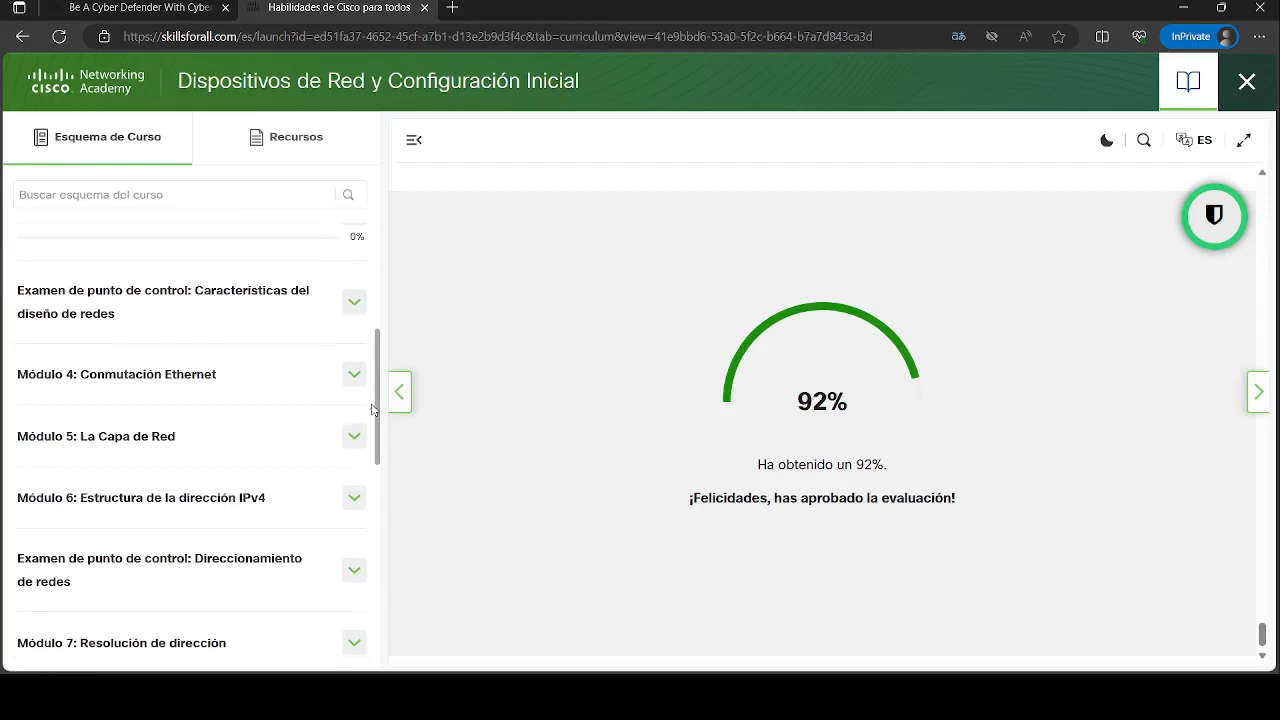 Be A Cyber Defender With Cyber
Habilidades de Cisco para todos
https://skillsforall.com/es/launch?id=ed51fa37-4652-45cf-a7b1-d13e2b9d3f4c8&tab=curriculum&view=41e9bbd6-53a0-5f2c-b664-b7a7d843ca3d
InPrivate
CISCO Networking Academy
Dispositivos de Red y Configuración Inicial
Esquema de Curso
Recursos
ES
Buscar esquema del curso
0%
Examen de punto de control: Características del
diseño de redes
Módulo 4: Conmutación Ethernet
Módulo 5: La Capa de Red
Módulo 6: Estructura de la dirección IPv4
Examen de punto de control: Direccionamiento
de redes
Módulo 7: Resolución de dirección
92%
Ha obtenido un 92%.
¡Felicidades, has aprobado la evaluación!